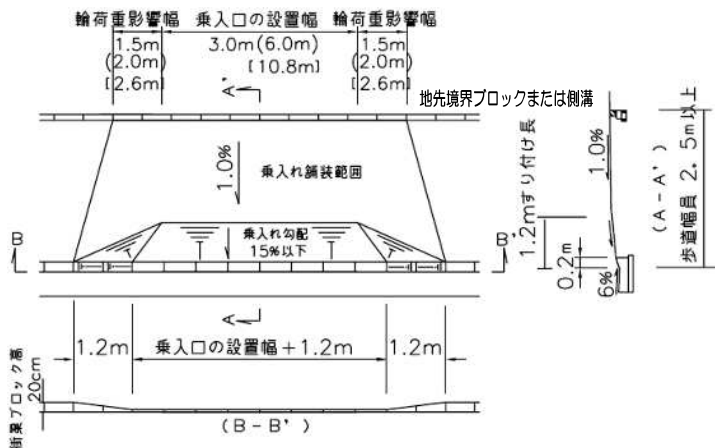 輪荷重影響幅 乗入口の設置幅 輪荷重影響幅
1.5m 3.0m(6.0m) 1.5m
(2.0m) [10.8m] (2.0m)
[2.6m] [2.6m]
A'
地先境界ブロックまたは側溝
1.0%
乗入れ舗装範囲
乗入れ勾配
15%以下
B B'
A
1.2mすり付け長
0.2m
1.0%
6%
(A-A')
歩道幅員 2.5m以上
1.2m 乗入口の設置幅+1.2m 1.2m
街渠ブロック高
20cm
(B-B')